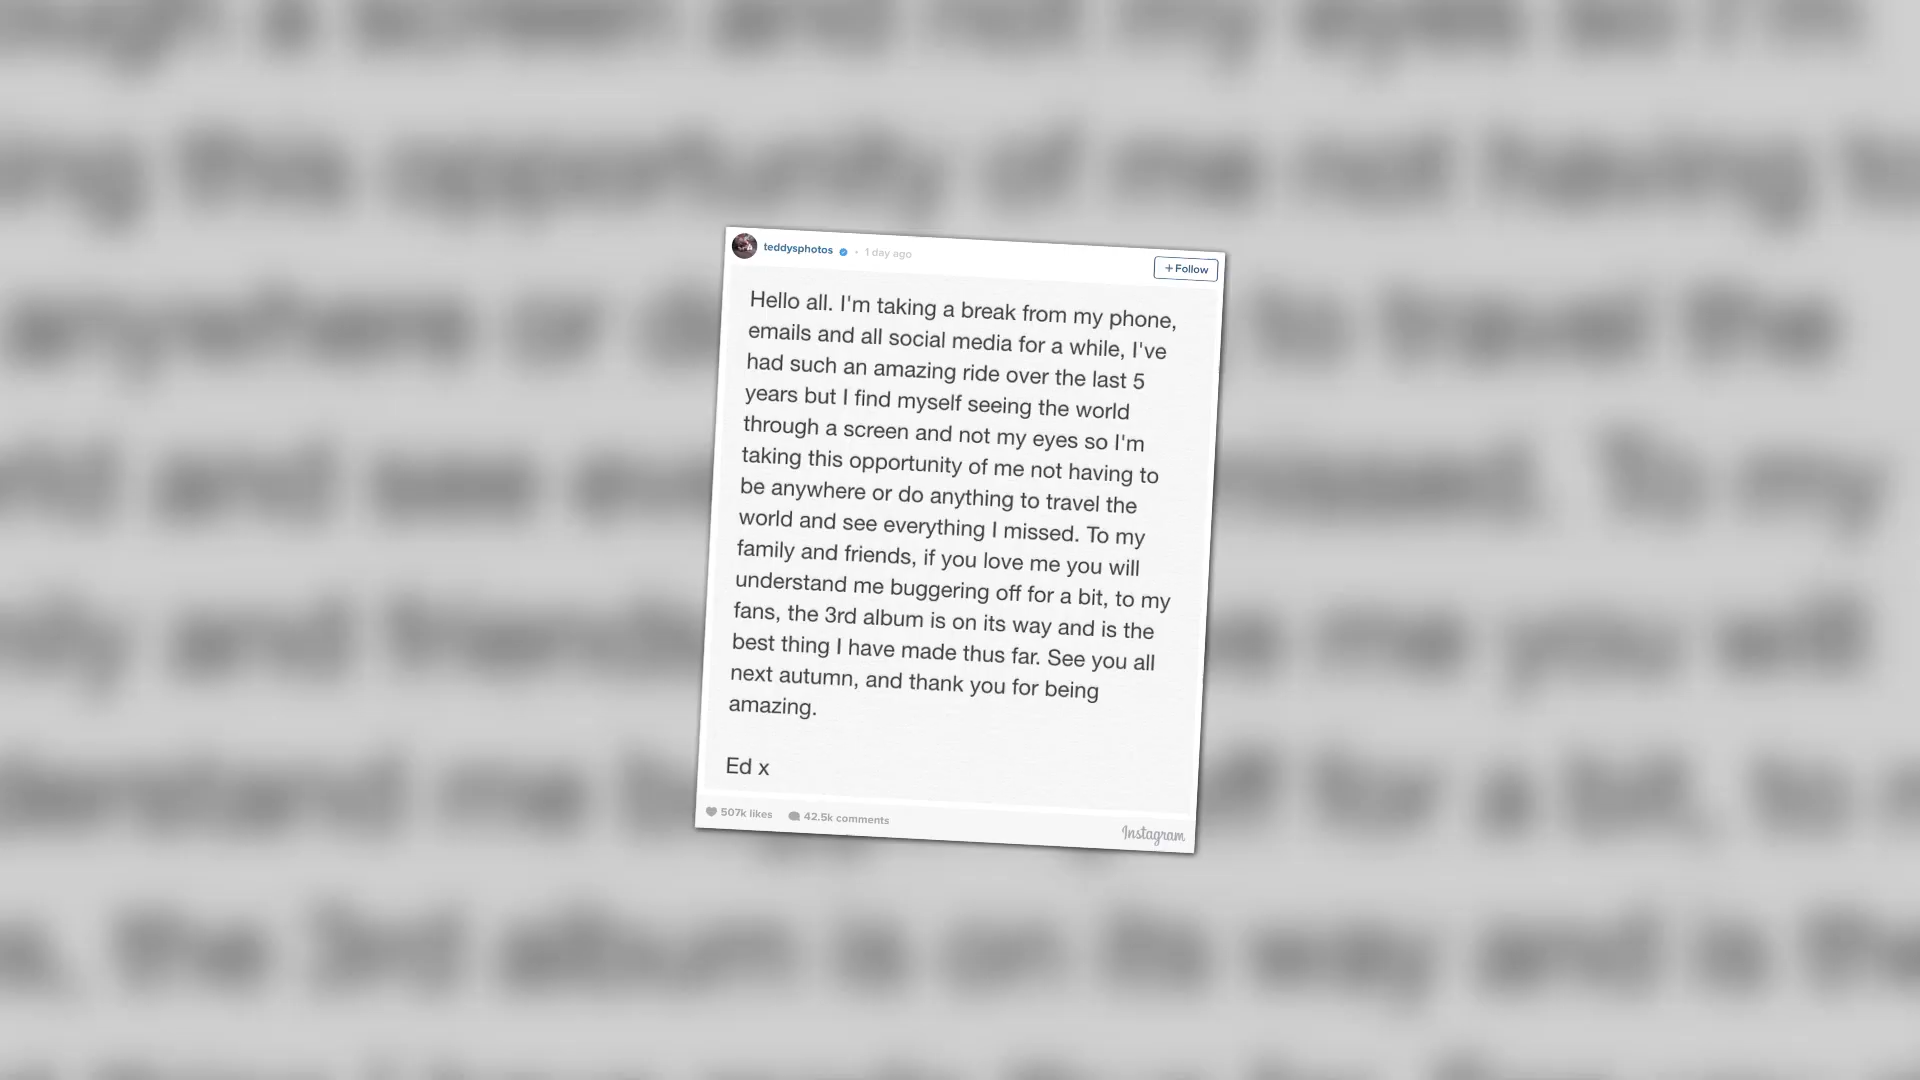 teddysphotos • 1 day ago
+Follow
Hello all. I'm taking a break from my phone,
emails and all social media for a while, I've
had such an amazing ride over the last 5
years but I find myself seeing the world
through a screen and not my eyes so I'm
taking this opportunity of me not having to
be anywhere or do anything to travel the
world and see everything I missed. To my
family and friends, if you love me you will
understand me buggering off for a bit, to my
fans, the 3rd album is on its way and is the
best thing I have made thus far. See you all
next autumn, and thank you for being
amazing.
Ed x
507k likes 42.5k comments
Instagram